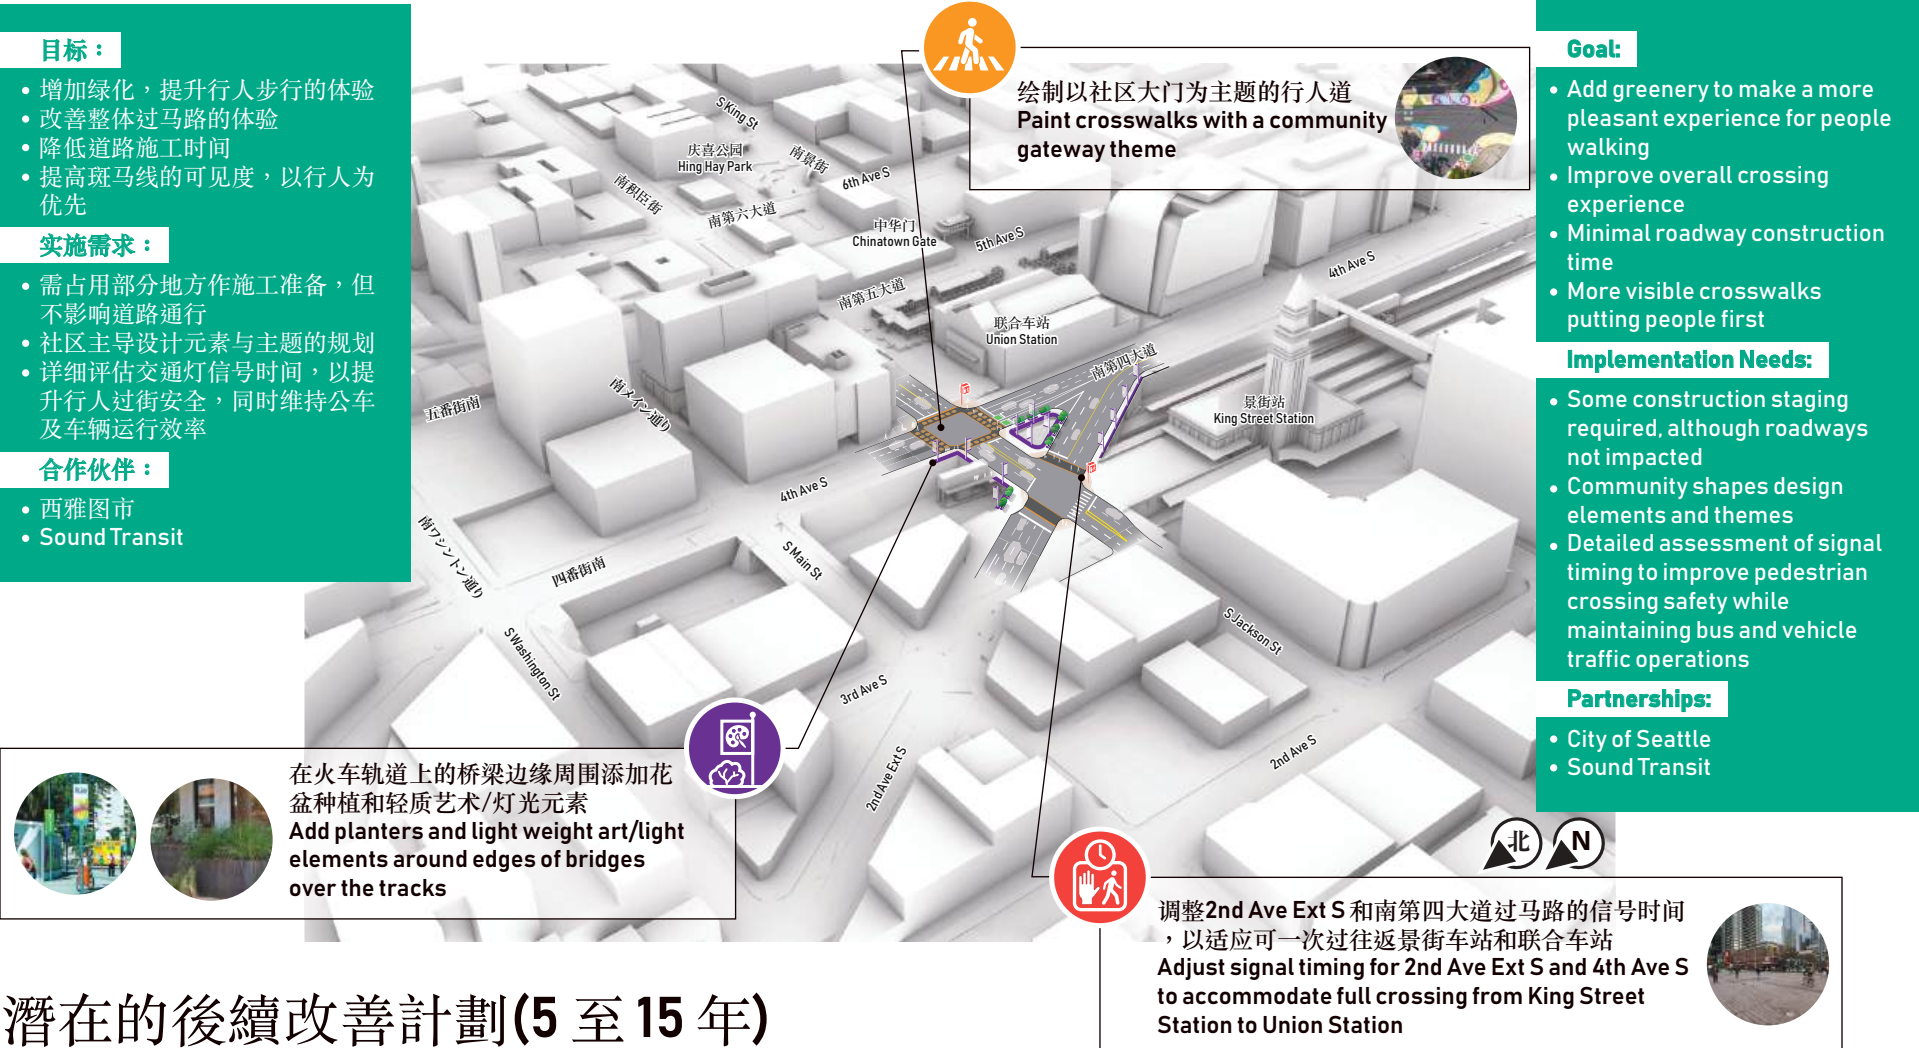 目标：
增加绿化，提升行人步行的体验
改善整体过马路的体验
降低道路施工时间
提高斑马线的可见度，以行人为
优先
实施需求：
需占用部分地方作施工准备，但
不影响道路通行
社区主导设计元素与主题的规划
详细评估交通灯信号时间，以提
升行人过街安全，同时维持公车
及车辆运行效率
合作伙伴：
西雅图市
Sound Transit
绘制以社区大门为主题的行人道
Paint crosswalks with a community
gateway theme
S King St
庆喜公园
Hing Hay Park
南景街
6th Ave S
南积臣街
南第六大道
中华门
Chinatown Gate
5th Ave S
4th Ave S
南第五大道
联合车站
Union Station
南第四大道
五番街南
南メイン通り
景街站
King Street Station
4th Ave S
南ワシントン通り
四番街南
S Main St
S Washington St
S Jackson St
3rd Ave S
2nd Ave Ext S
2nd Ave S
在火车轨道上的桥梁边缘周围添加花
盆种植和轻质艺术/灯光元素
Add planters and light weight art/light
elements around edges of bridges
over the tracks
Goal:
Add greenery to make a more
pleasant experience for people
walking
Improve overall crossing
experience
Minimal roadway construction
time
More visible crosswalks
putting people first
Implementation Needs:
Some construction staging
required, although roadways
not impacted
Community shapes design
elements and themes
Detailed assessment of signal
timing to improve pedestrian
crossing safety while
maintaining bus and vehicle
traffic operations
Partnerships:
City of Seattle
Sound Transit
北
N
调整2nd Ave Ext S 和南第四大道过马路的信号时间
，以适应可一次过往返景街车站和联合车站
Adjust signal timing for 2nd Ave Ext S and 4th Ave S
to accommodate full crossing from King Street
Station to Union Station
潛在的後續改善計劃(5 至 15 年)